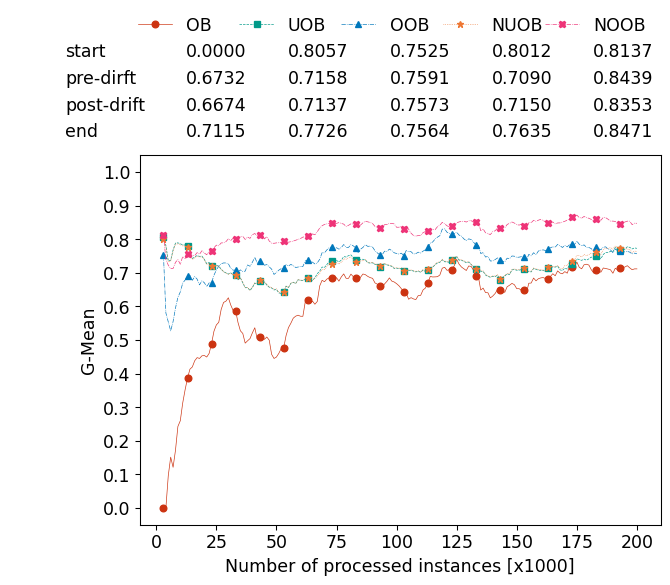 OB UOB OOB NUOB NOOB
start 0.0000 0.8057 0.7525 0.8012 0.8137
pre-dirft 0.6732 0.7158 0.7591 0.7090 0.8439
post-drift 0.6674 0.7137 0.7573 0.7150 0.8353
end 0.7115 0.7726 0.7564 0.7635 0.8471
1.0
0.9
0.8
0.7
0.6
0.5
0.4
0.3
0.2
0.1
0.0
G-Mean
0 25 50 75 100 125 150 175 200
Number of processed instances [x1000]